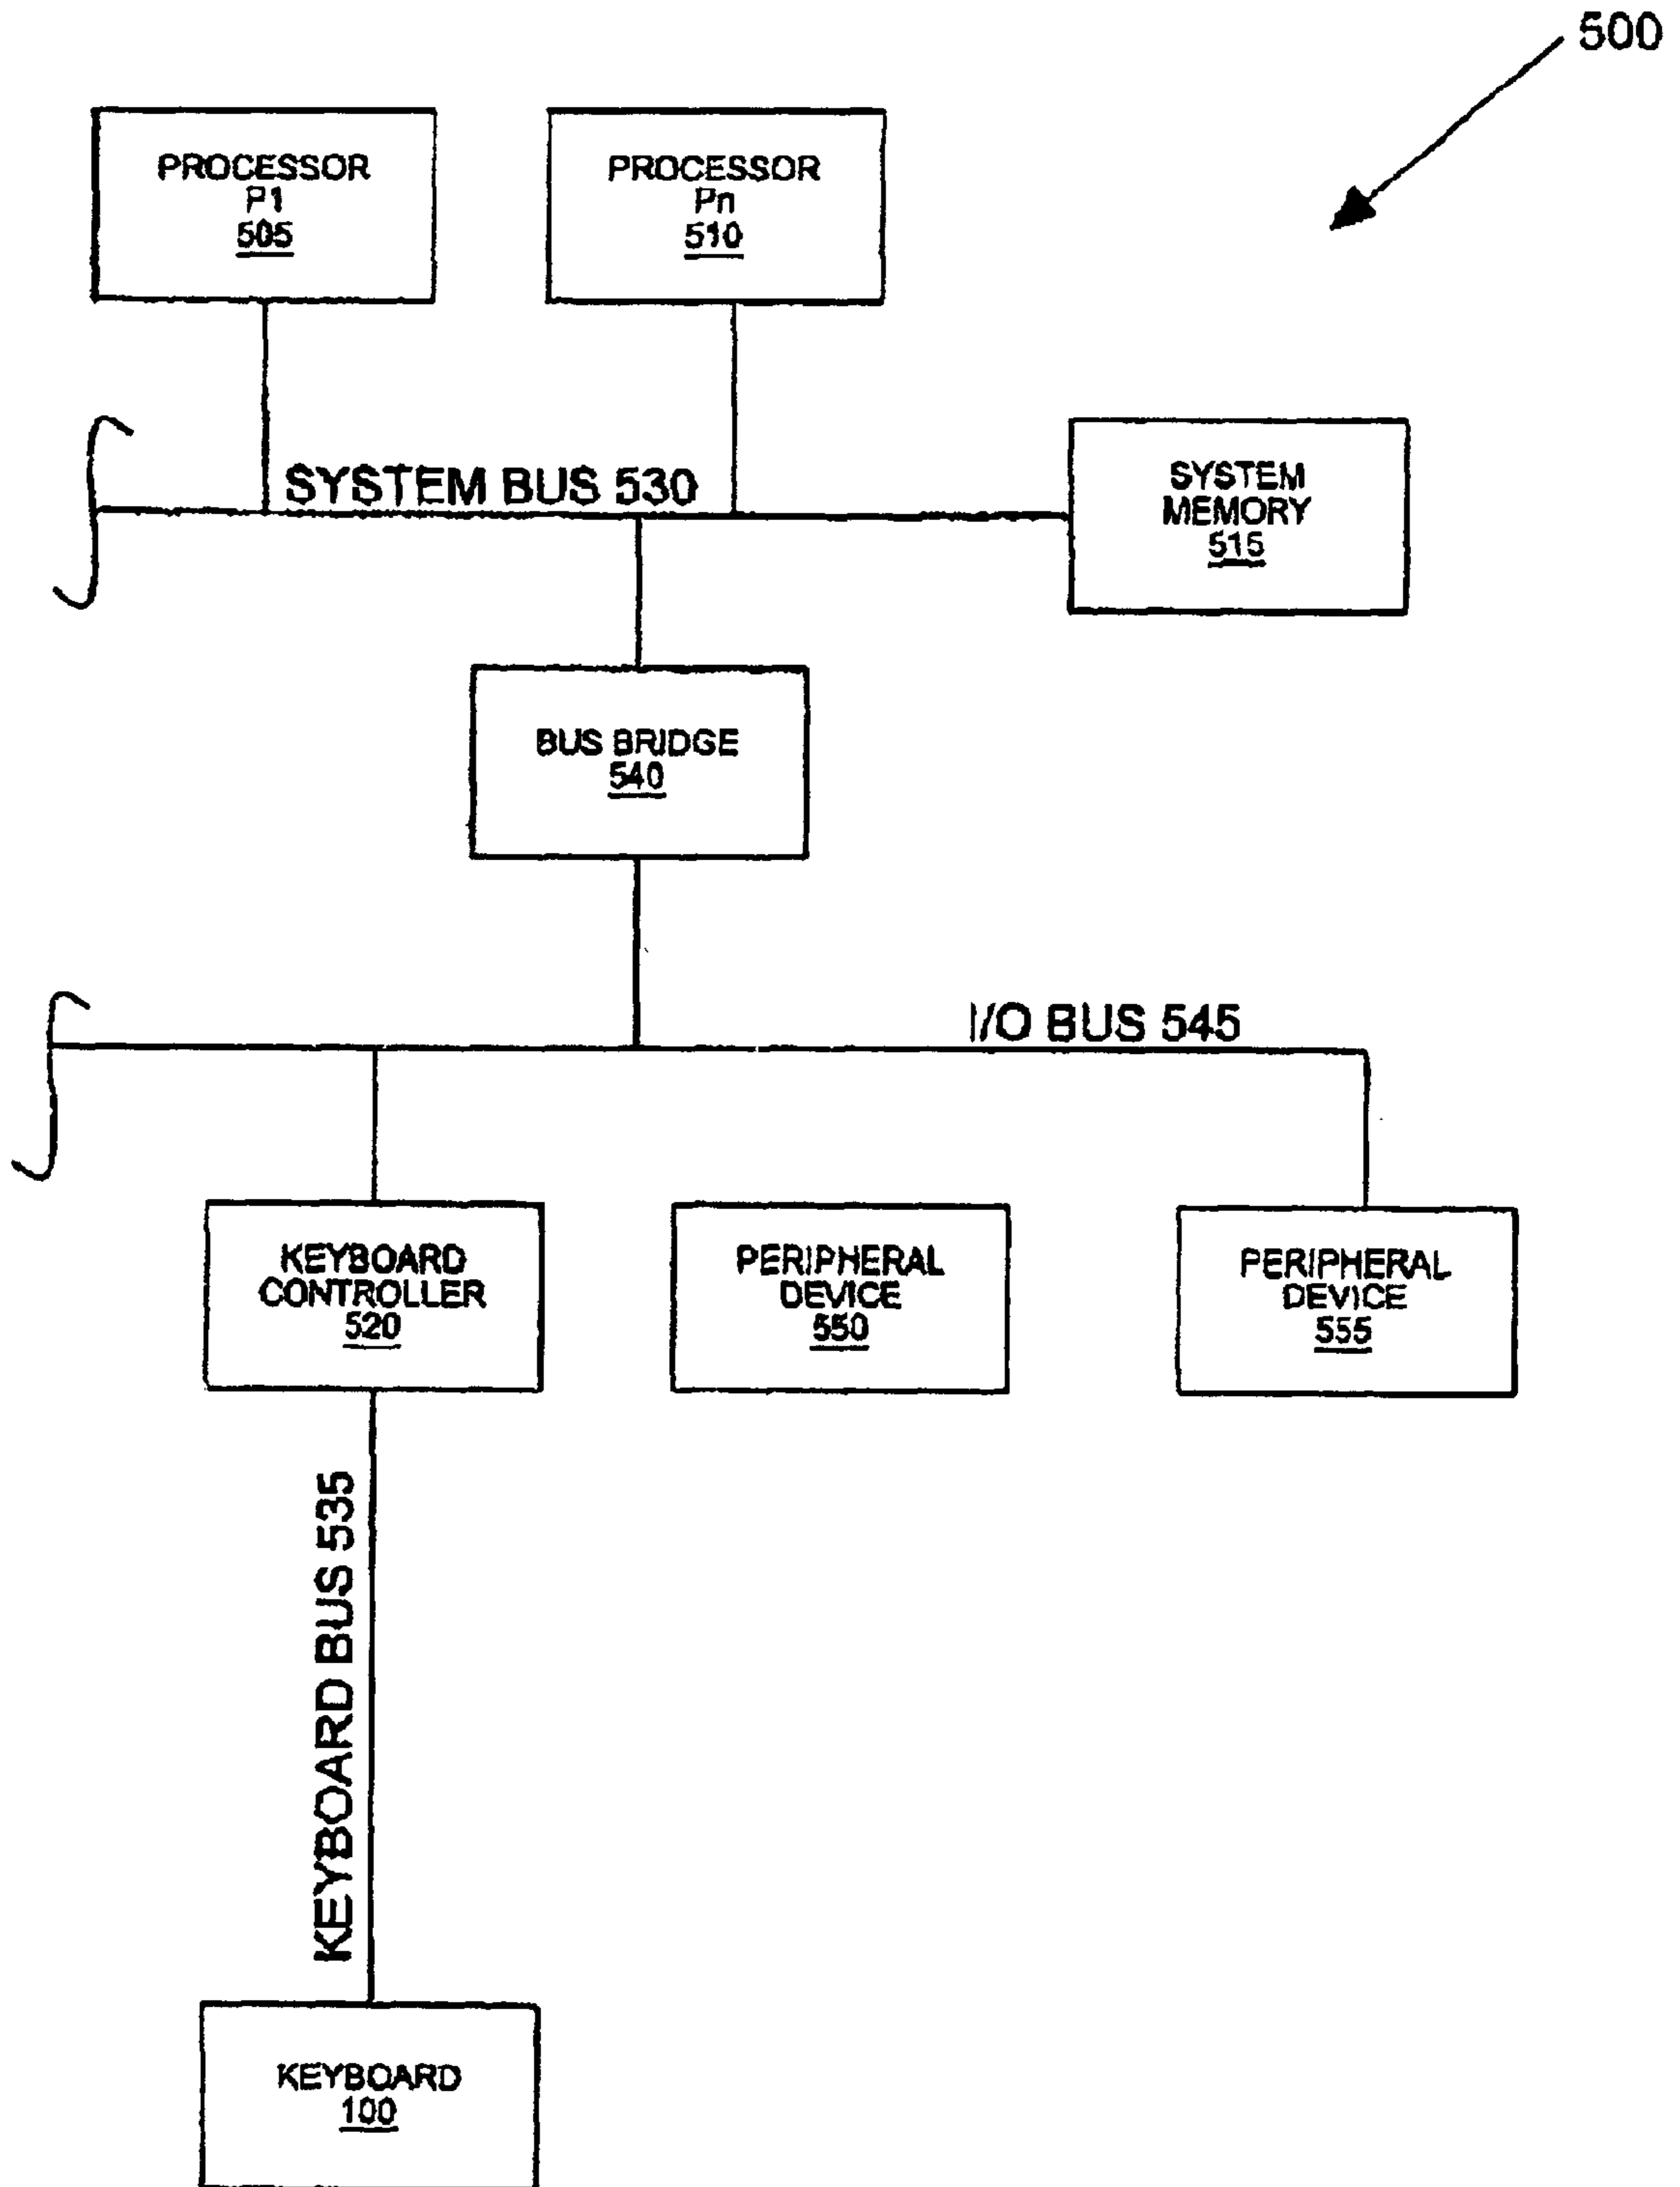 500
PROCESSOR
P1
505
PROCESSOR
Pn
510
SYSTEM BUS 530
SYSTEM
MEMORY
515
BUS BRIDGE
540
I/O BUS 545
KEYBOARD
CONTROLLER
520
PERIPHERAL
DEVICE
550
PERIPHERAL
DEVICE
555
KEYBOARD BUS 535
KEYBOARD
100